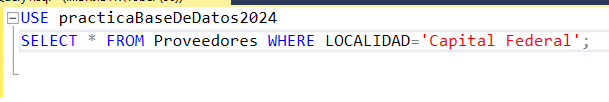 USE practicaBaseDeDatos2024
SELECT * FROM Proveedores WHERE LOCALIDAD='Capital Federal';